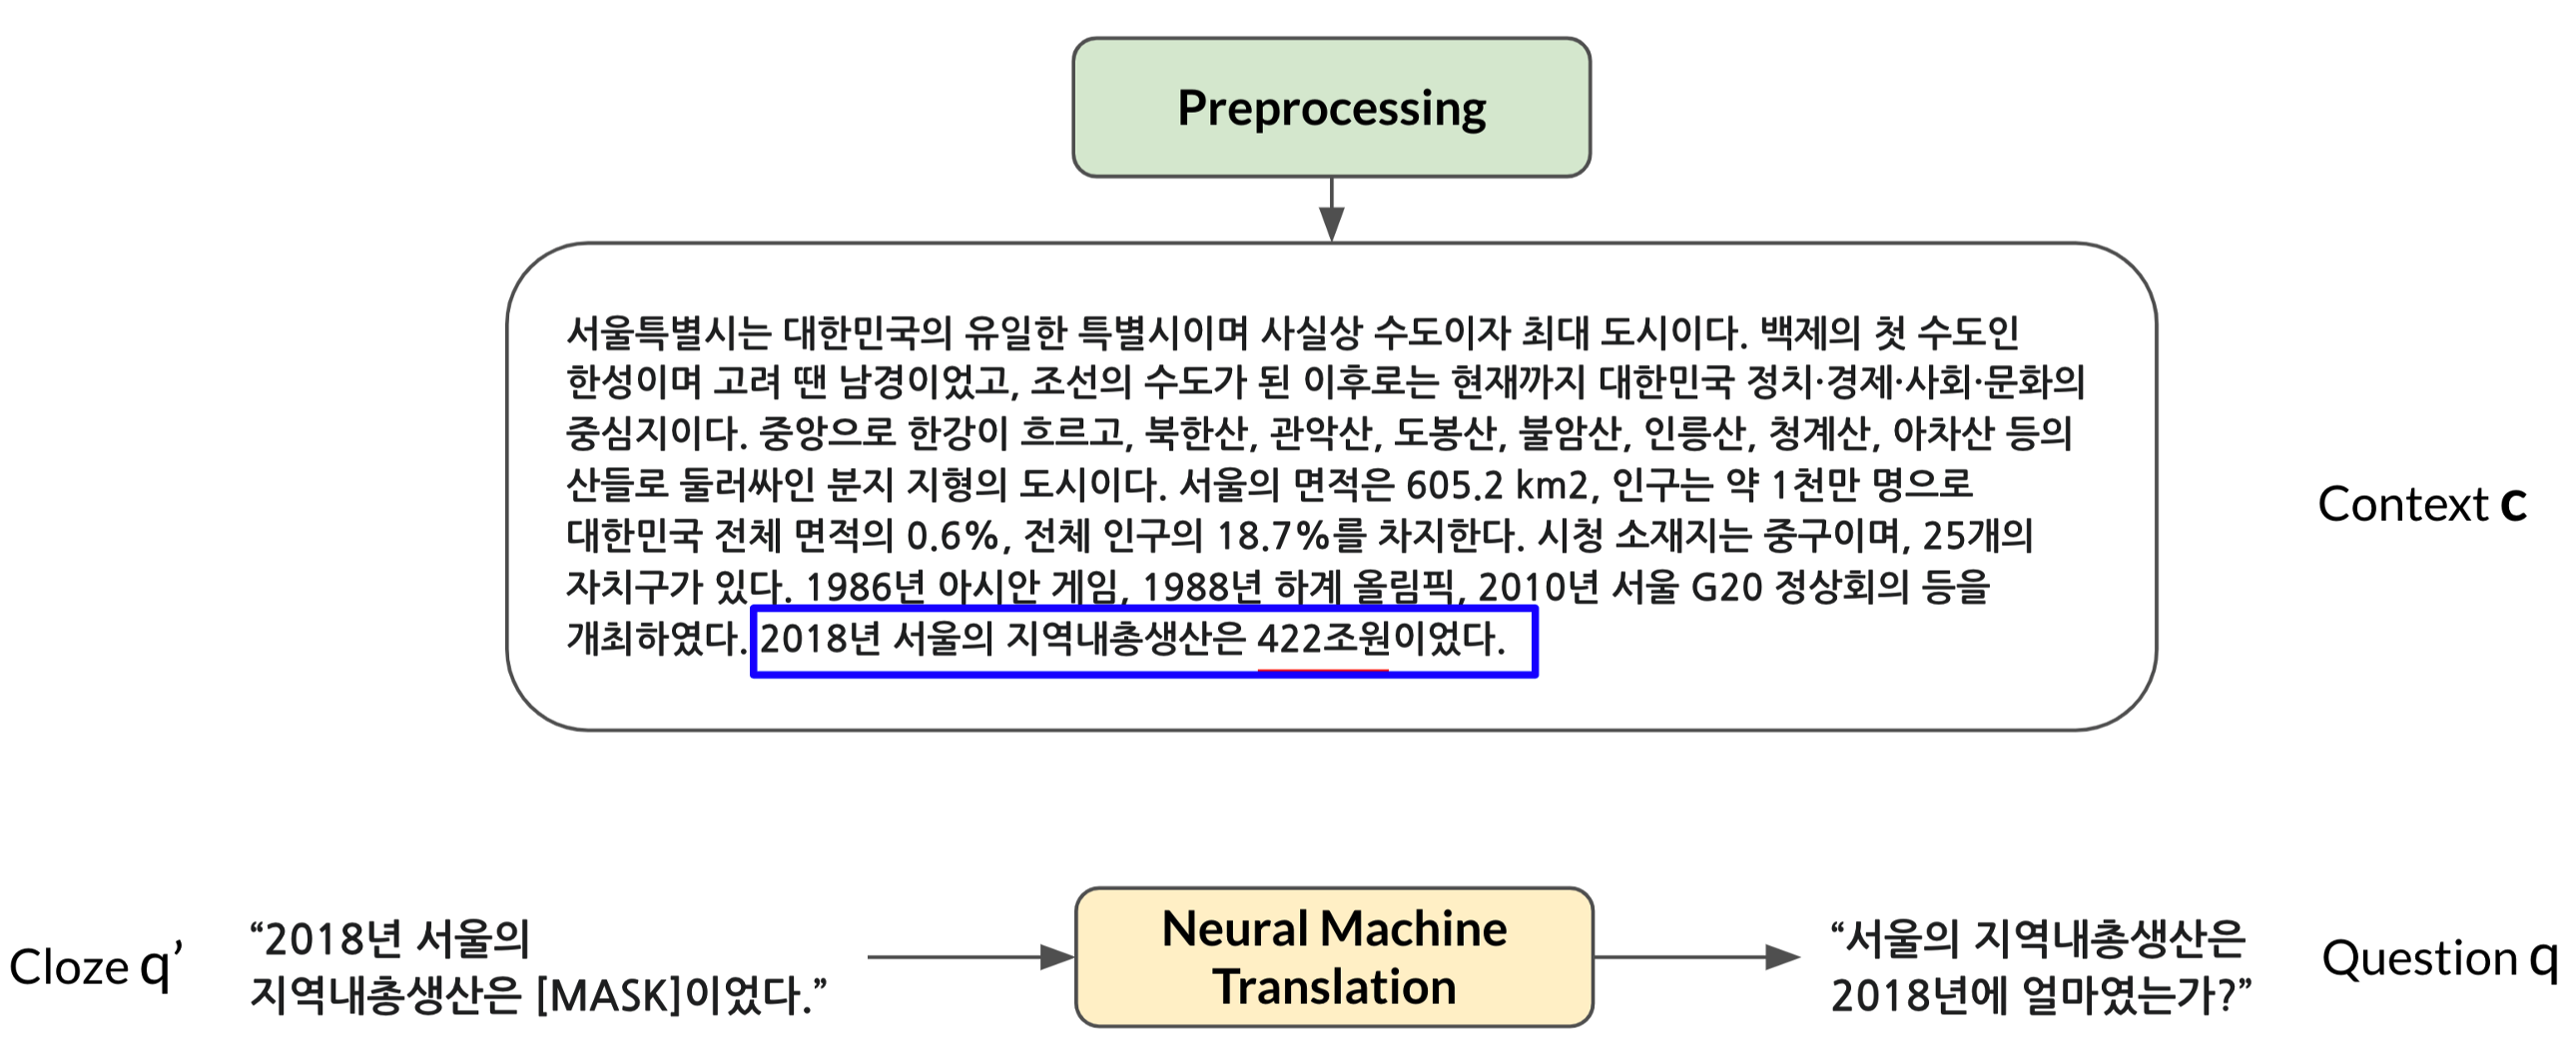 Preprocessing
서울특별시는 대한민국의 유일한 특별시이며 사실상 수도이자 최대 도시이다. 백제의 첫 수도인
한성이며 고려 땐 남경이었고, 조선의 수도가 된 이후로는 현재까지 대한민국 정치·경제·사회·문화의
중심지이다. 중앙으로 한강이 흐르고, 북한산, 관악산, 도봉산, 불암산, 인릉산, 청계산, 아차산 등의
산들로 둘러싸인 분지 지형의 도시이다. 서울의 면적은 605.2 km2, 인구는 약 1천만 명으로
대한민국 전체 면적의 0.6%, 전체 인구의 18.7%를 차지한다. 시청 소재지는 중구이며, 25개의
자치구가 있다. 1986년 아시안 게임, 1988년 하계 올림픽, 2010년 서울 G20 정상회의 등을
개최하였다. 2018년 서울의 지역내총생산은 422조원이었다.
Context c
Cloze q’
“2018년 서울의
지역내총생산은 [MASK]이었다.”
Neural Machine
Translation
“서울의 지역내총생산은
2018년에 얼마였는가?”
Question q